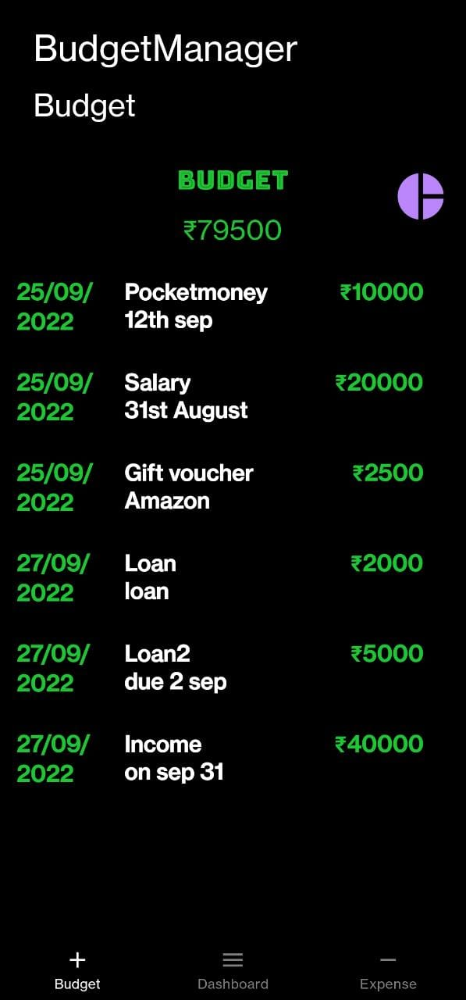 BudgetManager
Budget
BUDGET
₹79500
25/09/ Pocketmoney ₹10000
2022 12th sep
25/09/ Salary ₹20000
2022 31st August
25/09/ Gift voucher ₹2500
2022 Amazon
27/09/ Loan ₹2000
2022 loan
27/09/ Loan2 ₹5000
2022 due 2 sep
27/09/ Income ₹40000
2022 on sep 31
Budget Dashboard Expense